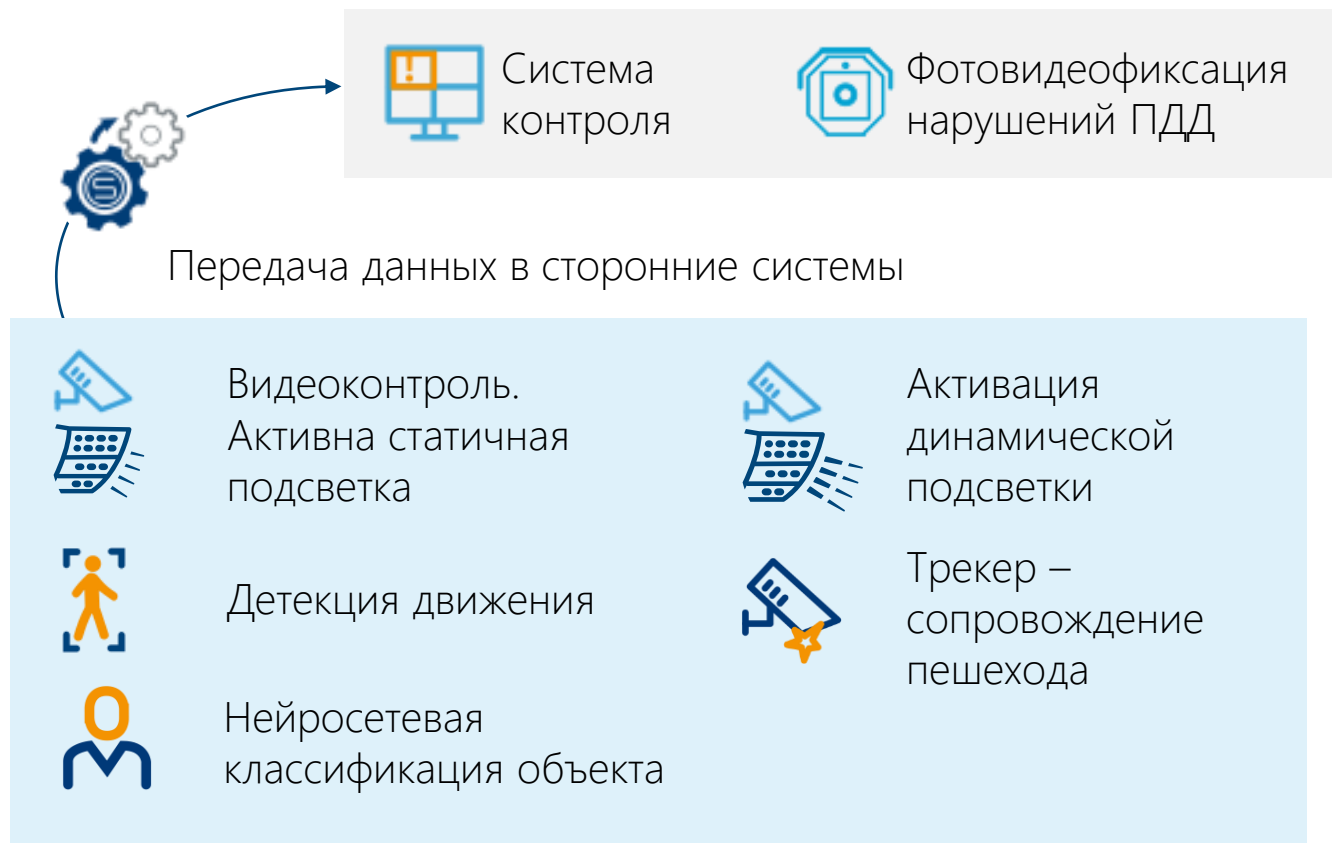 Система
контроля
Фотовидеофиксация
нарушений ПДД
Передача данных в сторонние системы
Видеоконтроль.
Активна статичная
подсветка
Детекция движения
Нейросетевая
классификация объекта
Активация
динамической
подсветки
Трекер –
сопровождение
пешехода